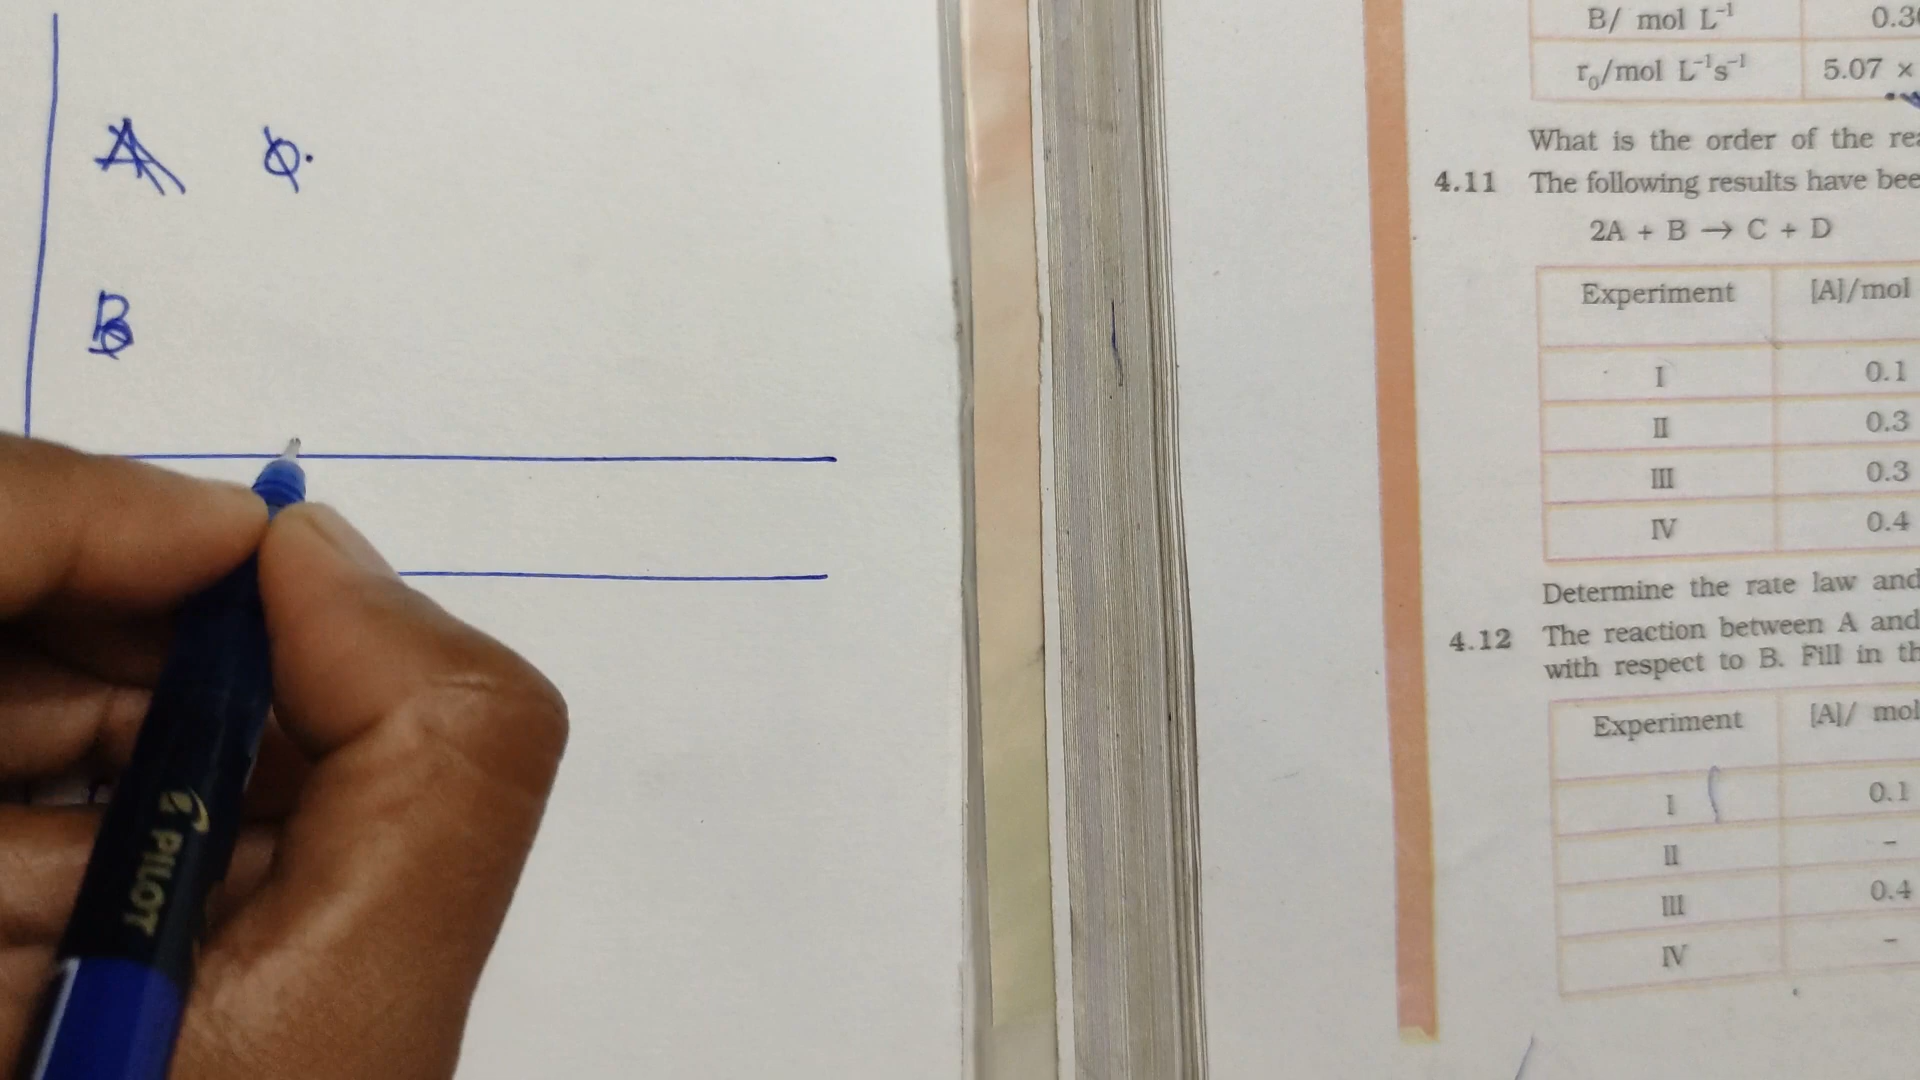 A
B
PILOT
B/ mol L⁻¹ 0.3
r₀/mol L⁻¹s⁻¹ 5.07 ×
What is the order of the
4.11 The following results have
2A + B → C + D
Experiment [A]/mol
I 0.1
II 0.3
III 0.3
IV 0.4
Determine the rate law and
4.12 The reaction between A and
with respect to B. Fill in
Experiment [A]/ mol
I 0.1
II –
III 0.4
IV –